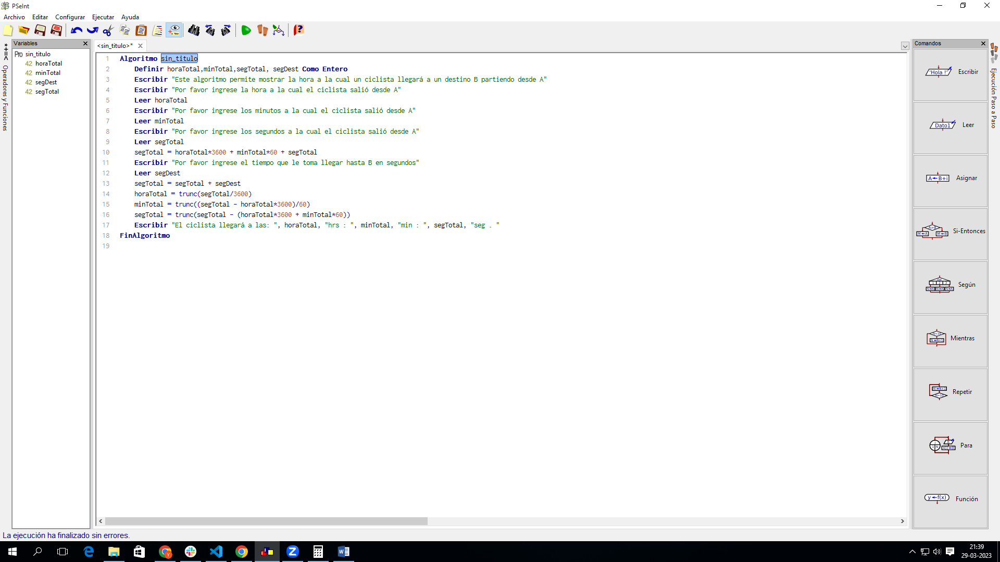 PSeInt
Archivo Editar Configurar Ejecutar Ayuda
Variables
<sin_titulo>*
Comandos
*+=<
Operadores y Funciones
Pro sin_titulo
42 horaTotal
42 minTotal
42 segDest
42 segTotal
1 Algoritmo sin_titulo
2 Definir horaTotal,minTotal,segTotal, segDest Como Entero
3 Escribir "Este algoritmo permite mostrar la hora a la cual un ciclista llegará a un destino B partiendo desde A"
4 Escribir "Por favor ingrese la hora a la cual el ciclista salió desde A"
5 Leer horaTotal
6 Escribir "Por favor ingrese los minutos a la cual el ciclista salió desde A"
7 Leer minTotal
8 Escribir "Por favor ingrese los segundos a la cual el ciclista salió desde A"
9 Leer segTotal
10 segTotal = horaTotal*3600 + minTotal*60 + segTotal
11 Escribir "Por favor ingrese el tiempo que le toma llegar hasta B en segundos"
12 Leer segDest
13 segTotal = segTotal + segDest
14 horaTotal = trunc(segTotal/3600)
15 minTotal = trunc((segTotal - horaTotal*3600)/60)
16 segTotal = trunc(segTotal - (horaTotal*3600 + minTotal*60))
17 Escribir "El ciclista llegará a las: ", horaTotal, "hrs : ", minTotal, "min : ", segTotal, "seg . "
18 FinAlgoritmo
19
'Hola !' Escribir
Dato1 Leer
A←B+i Asignar
A>B Si-Entonces
Según
Mientras
Repetir
Para
y←f(x) Función
Ejecución Paso a Paso
La ejecución ha finalizado sin errores.
21:39
29-03-2023